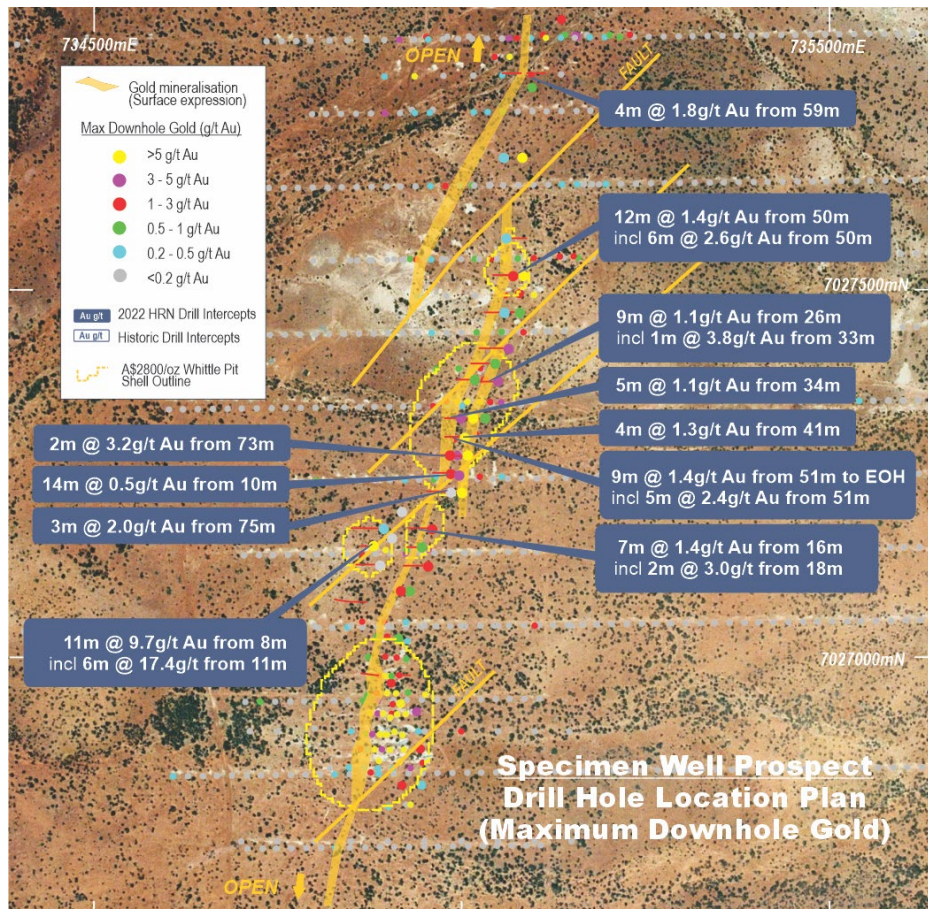 734500mE
735500mE
OPEN
FAULT
Gold mineralisation
(Surface expression)
Max Downhole Gold (g/t Au)
>5 g/t Au
3 - 5 g/t Au
1 - 3 g/t Au
0.5 - 1 g/t Au
0.2 - 0.5 g/t Au
<0.2 g/t Au
Au g/t 2022 HRN Drill Intercepts
Au g/t Historic Drill Intercepts
A$2800/oz Whittle Pit
Shell Outline
4m @ 1.8g/t Au from 59m
12m @ 1.4g/t Au from 50m
incl 6m @ 2.6g/t Au from 50m
7027500mN
9m @ 1.1g/t Au from 26m
incl 1m @ 3.8g/t Au from 33m
5m @ 1.1g/t Au from 34m
4m @ 1.3g/t Au from 41m
2m @ 3.2g/t Au from 73m
14m @ 0.5g/t Au from 10m
3m @ 2.0g/t Au from 75m
9m @ 1.4g/t Au from 51m to EOH
incl 5m @ 2.4g/t Au from 51m
7m @ 1.4g/t Au from 16m
incl 2m @ 3.0g/t from 18m
11m @ 9.7g/t Au from 8m
incl 6m @ 17.4g/t from 11m
7027000mN
FAULT
Specimen Well Prospect
Drill Hole Location Plan
(Maximum Downhole Gold)
OPEN